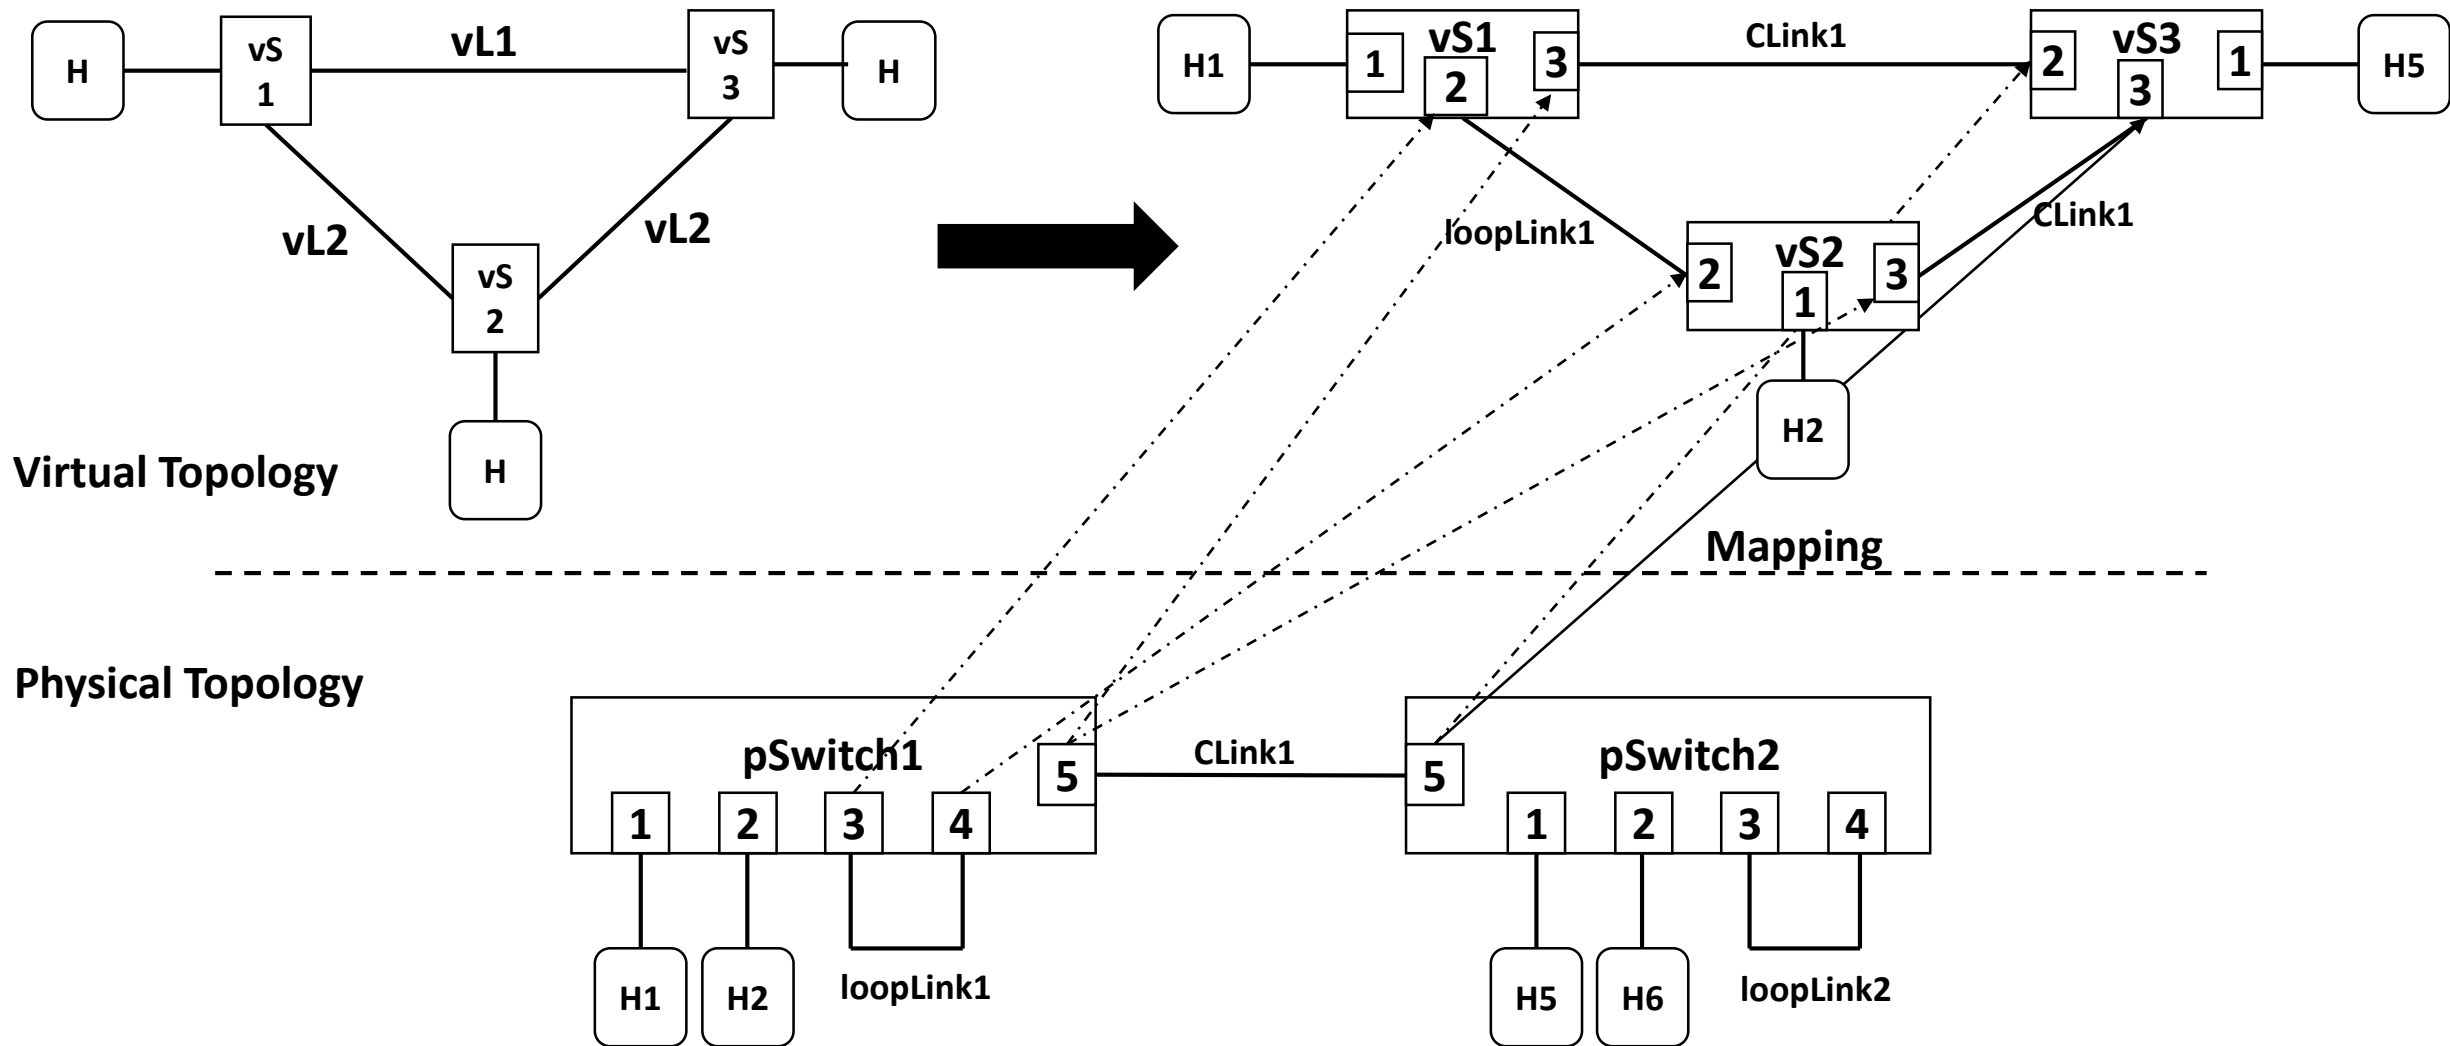 H
vS
1
vL1
vS
3
H
vL2
vL2
vS
2
H
H1
1
vS1
2
3
CLink1
2
vS3
3
1
H5
loopLink1
CLink1
2
vS2
1
3
H2
Virtual Topology
Mapping
Physical Topology
pSwitch1
5
1
2
3
4
CLink1
5
pSwitch2
1
2
3
4
H1
H2
loopLink1
H5
H6
loopLink2